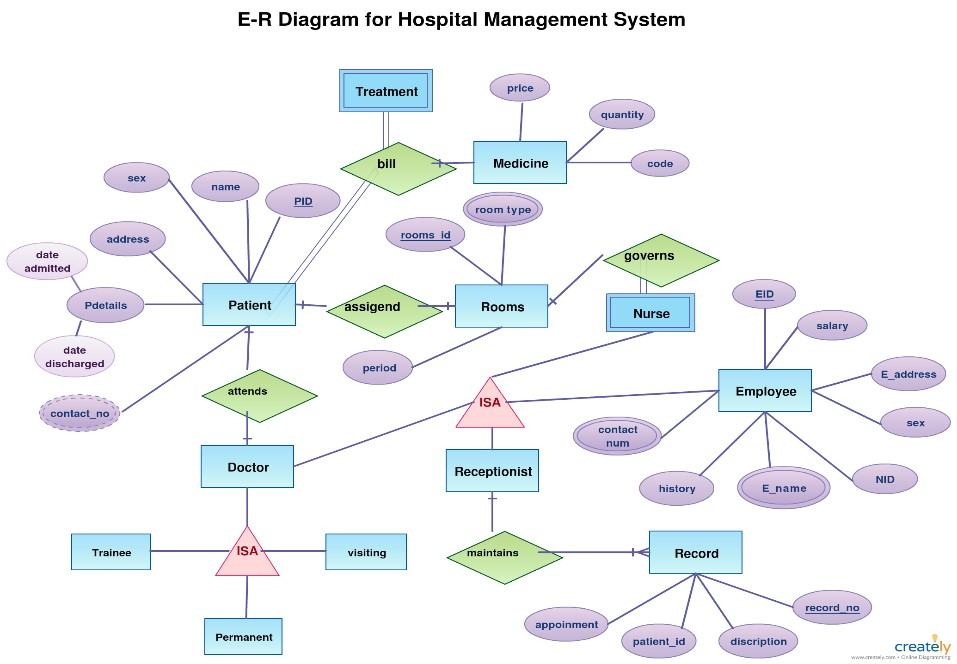 E-R Diagram for Hospital Management System
Treatment
price
quantity
bill
Medicine
code
sex
name
PID
room type
rooms_id
address
date
admitted
governs
Pdetails
Patient
assigend
Rooms
Nurse
EID
salary
date
discharged
period
E_address
attends
ISA
Employee
contact_no
sex
contact
num
Doctor
Receptionist
history
E_name
NID
Trainee
ISA
visiting
maintains
Record
Permanent
appoinment
patient_id
discription
record_no
creately
www.creately.com • Online Diagramming